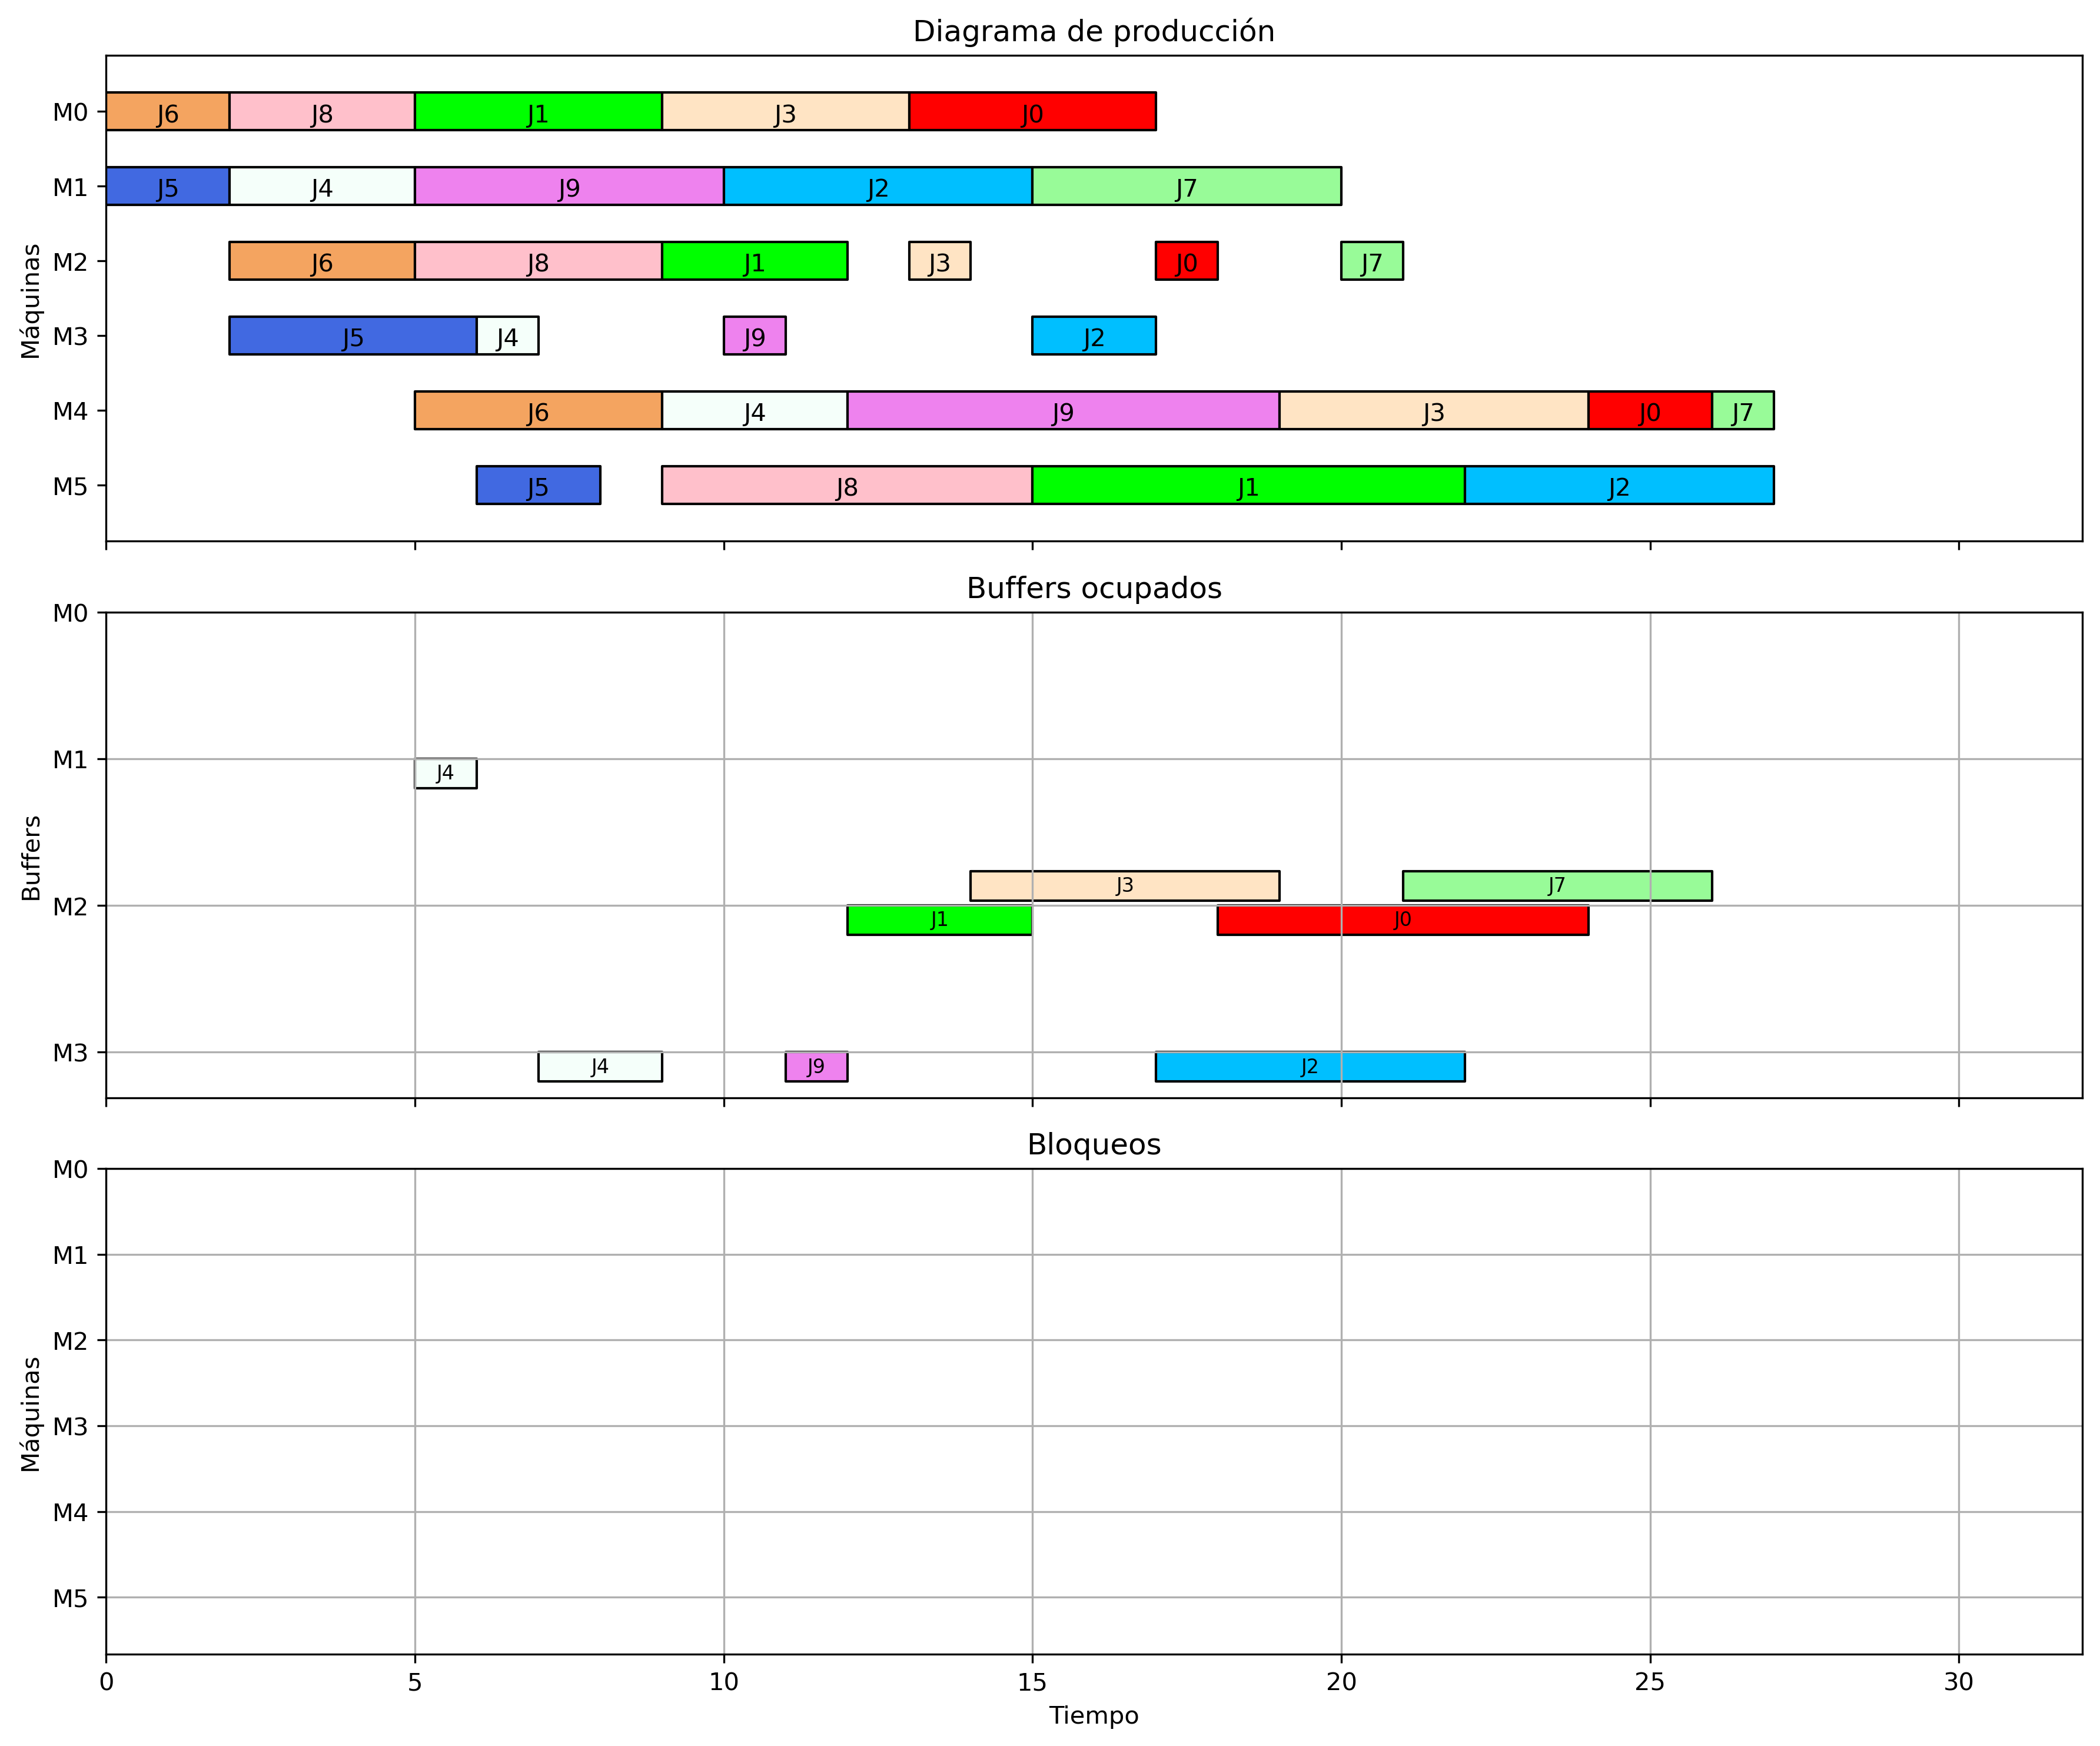 Diagrama de producción
Máquinas
M0 J6 J8 J1 J3 J0
M1 J5 J4 J9 J2 J7
M2 J6 J8 J1 J3 J0 J7
M3 J5 J4 J9 J2
M4 J6 J4 J9 J3 J0 J7
M5 J5 J8 J1 J2
Buffers ocupados
Buffers
M0
M1
J4
J3 J7
M2
J1 J0
M3
J4 J9 J2
Bloqueos
Máquinas
M0
M1
M2
M3
M4
M5
0 5 10 15 20 25 30
Tiempo